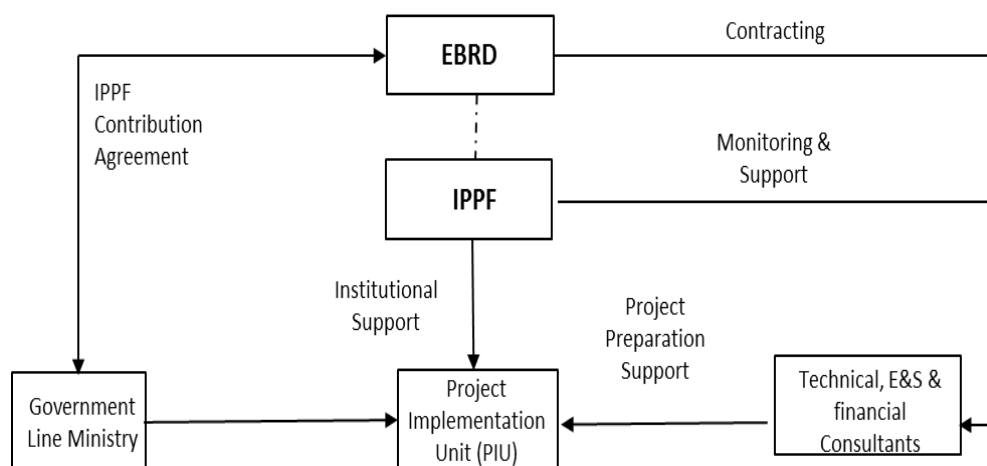 EBRD
Contracting
IPPF
Contribution
Agreement
Monitoring &
Support
IPPF
Institutional
Support
Project
Preparation
Support
Government
Line Ministry
Project
Implementation
Unit (PIU)
Technical, E&S &
financial
Consultants